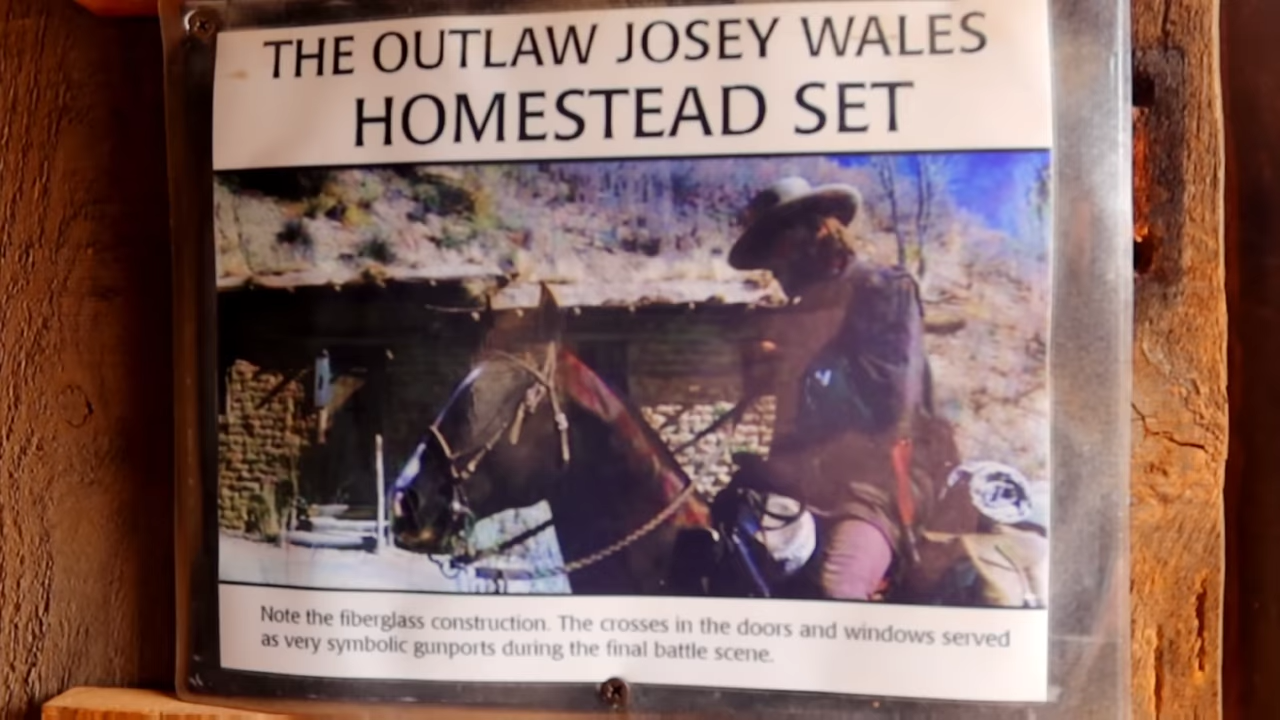 THE OUTLAW JOSEY WALES
HOMESTEAD SET
Note the fiberglass construction. The crosses in the doors and windows served
as very symbolic gunports during the final battle scene.